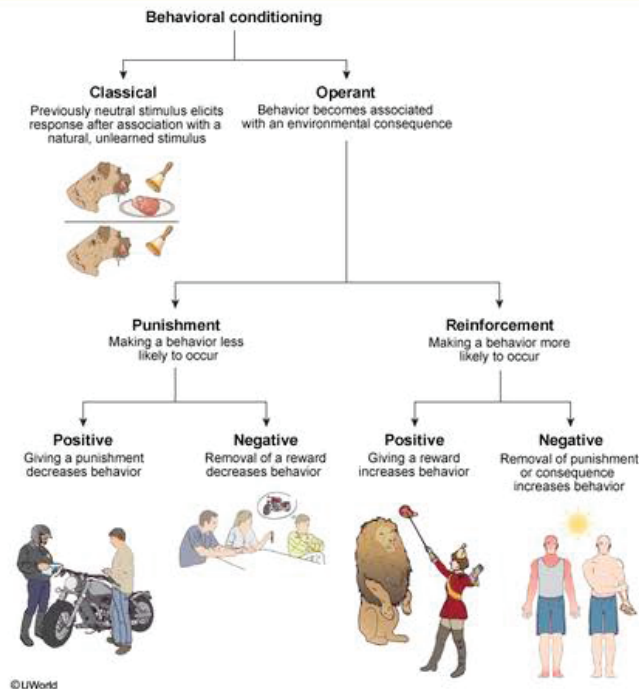 Behavioral conditioning
Classical
Previously neutral stimulus elicits
response after association with a
natural, unlearned stimulus
Operant
Behavior becomes associated
with an environmental consequence
Punishment
Making a behavior less
likely to occur
Reinforcement
Making a behavior more
likely to occur
Positive
Giving a punishment
decreases behavior
Negative
Removal of a reward
decreases behavior
Positive
Giving a reward
increases behavior
Negative
Removal of punishment
or consequence
increases behavior
©UWorld